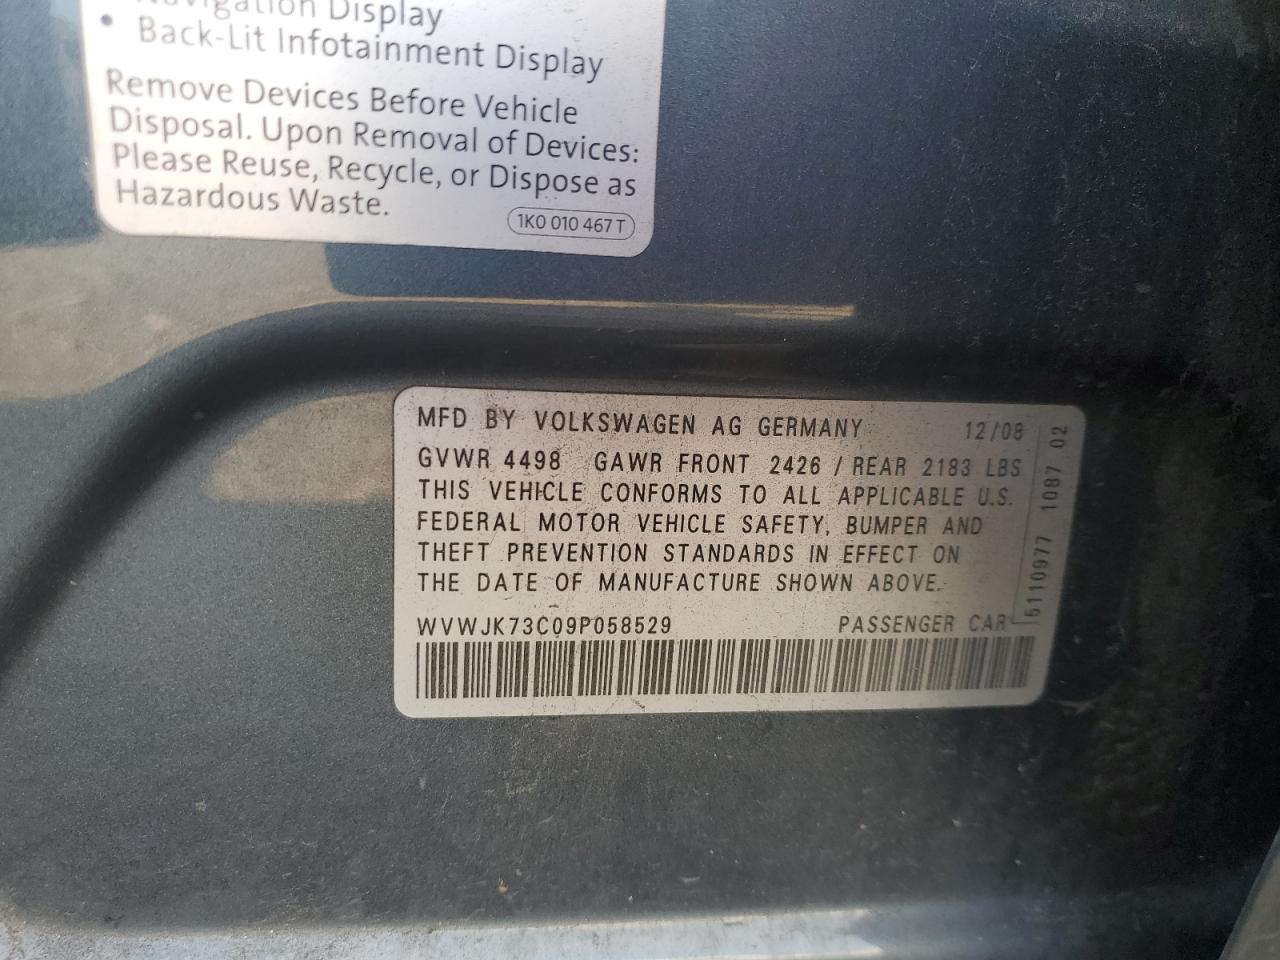 Navigation Display
• Back-Lit Infotainment Display
Remove Devices Before Vehicle
Disposal. Upon Removal of Devices:
Please Reuse, Recycle, or Dispose as
Hazardous Waste.
1K0 010 467 T
MFD BY VOLKSWAGEN AG GERMANY 12/08
GVWR 4498 GAWR FRONT 2426 / REAR 2183 LBS
THIS VEHICLE CONFORMS TO ALL APPLICABLE U.S.
FEDERAL MOTOR VEHICLE SAFETY, BUMPER AND
THEFT PREVENTION STANDARDS IN EFFECT ON
THE DATE OF MANUFACTURE SHOWN ABOVE.
WVWJK73C09P058529 PASSENGER CAR
5110977 1087 02